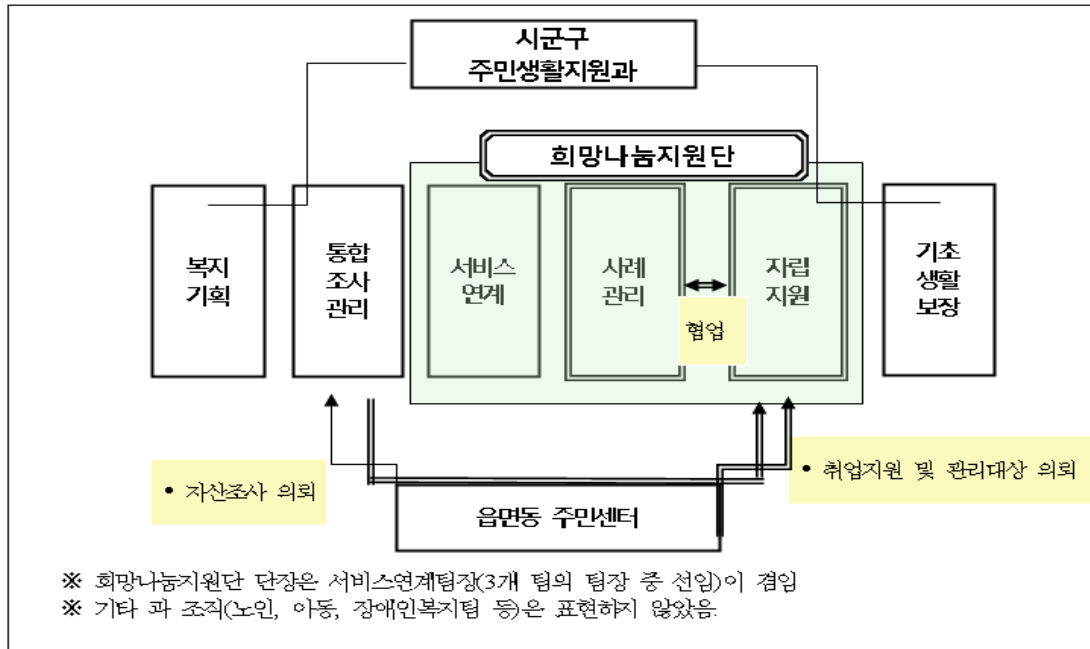 시군구
주민생활지원과
희망나눔지원단
복지
기획
통합
조사
관리
서비스
연계
사례
관리
자립
지원
기초
생활
보장
협업
• 자산조사 의뢰
• 취업지원 및 관리대상 의뢰
읍면동 주민센터
※ 희망나눔지원단 단장은 서비스연계팀장(3개 팀의 팀장 중 선임)이 겸임
※ 기타 과 조직(노인, 아동, 장애인복지팀 등)은 표현하지 않았음